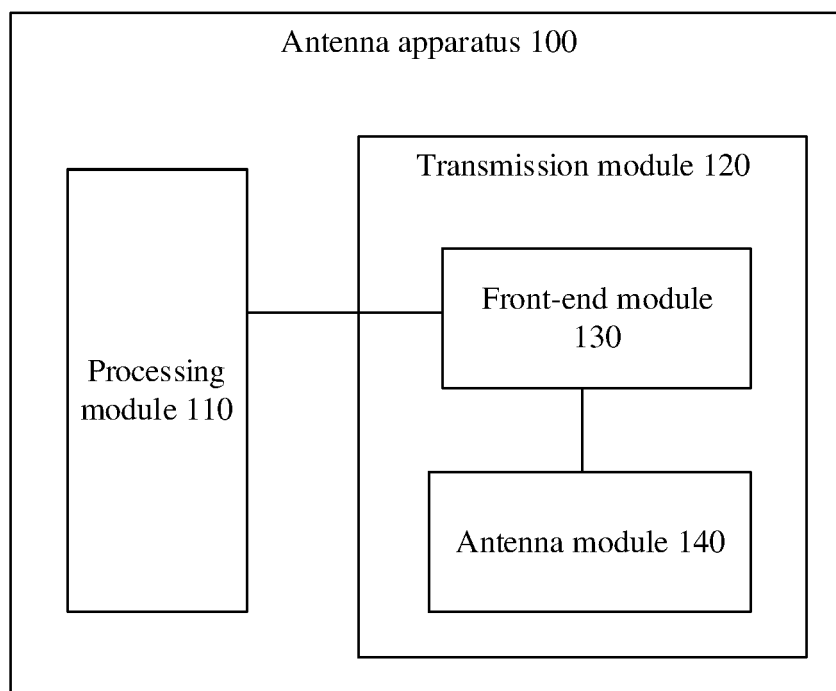 Antenna apparatus 100
Transmission module 120
Front-end module
130
Processing
module 110
Antenna module 140